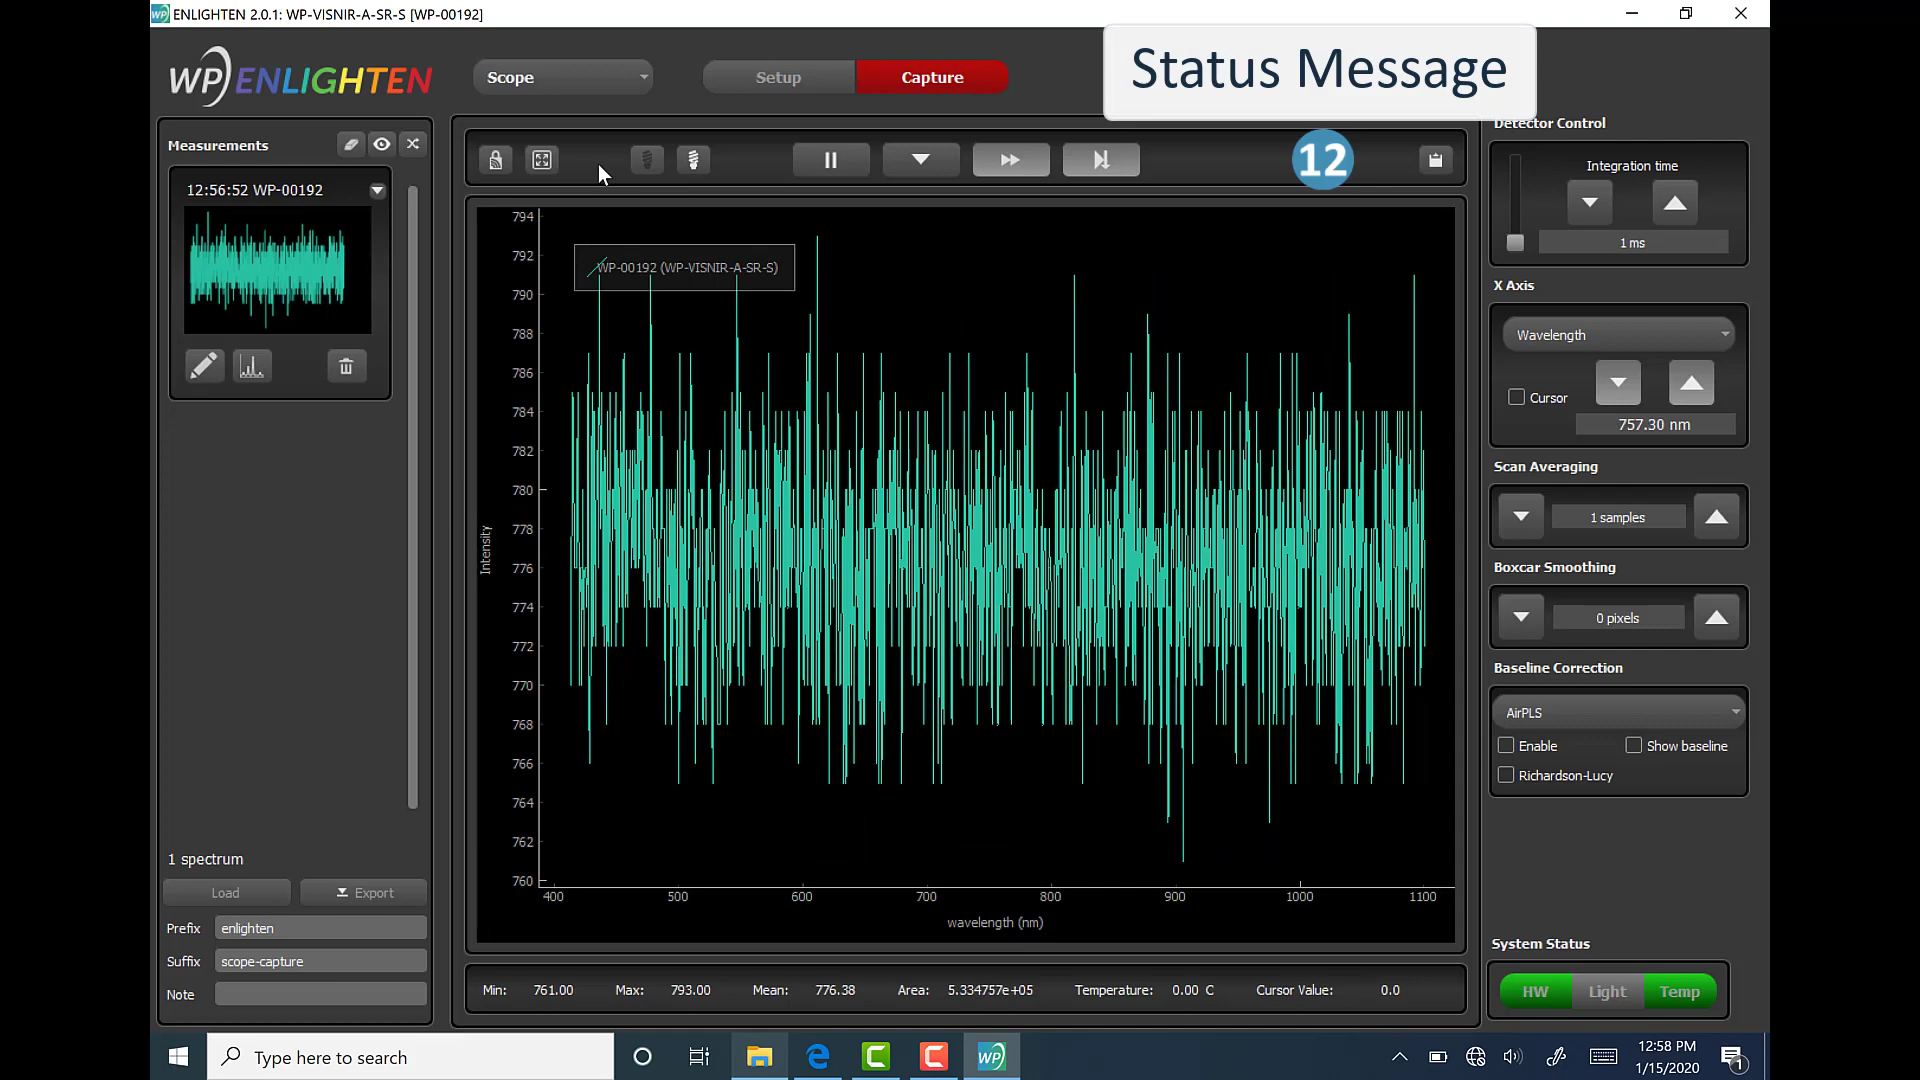 ENLIGHTEN 2.0.1: WP-VISNIR-A-SR-S [WP-00192]
Status Message
WP ENLIGHTEN
Scope
Setup
Capture
12
Measurements
12:56:52 WP-00192
1 spectrum
Load
Export
Prefix
enlighten
Suffix
scope-capture
Note
WP-00192 (WP-VISNIR-A-SR-S)
794
792
790
788
786
784
782
780
778
776
774
772
770
768
766
764
762
760
Intensity
400 500 600 700 800 900 1000 1100
wavelength (nm)
Min: 761.00 Max: 793.00 Mean: 776.38 Area: 5.334757e+05 Temperature: 0.00 C Cursor Value: 0.0
Detector Control
Integration time
1 ms
X Axis
Wavelength
Cursor
757.30 nm
Scan Averaging
1 samples
Boxcar Smoothing
0 pixels
Baseline Correction
AirPLS
Enable
Show baseline
Richardson-Lucy
System Status
HW Light Temp
Type here to search
WP
12:58 PM
1/15/2020
1